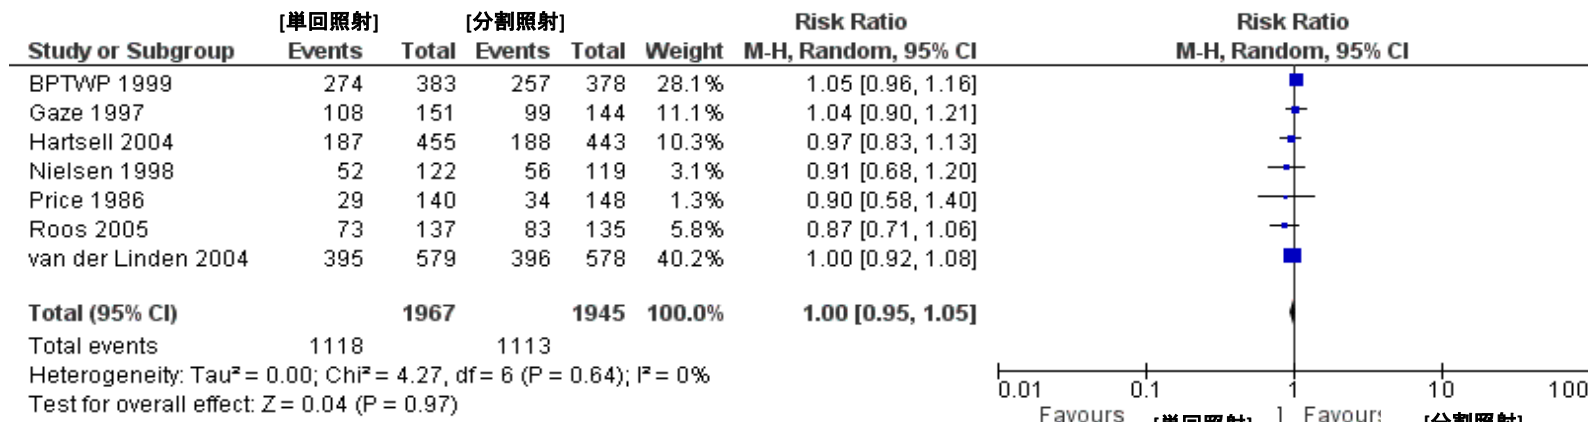 [単回照射] [分割照射] Risk Ratio Risk Ratio
Study or Subgroup Events Total Events Total Weight M-H, Random, 95% CI M-H, Random, 95% CI
BPTWP 1999 274 383 257 378 28.1% 1.05 [0.96, 1.16]
Gaze 1997 108 151 99 144 11.1% 1.04 [0.90, 1.21]
Hartsell 2004 187 455 188 443 10.3% 0.97 [0.83, 1.13]
Nielsen 1998 52 122 56 119 3.1% 0.91 [0.68, 1.20]
Price 1986 29 140 34 148 1.3% 0.90 [0.58, 1.40]
Roos 2005 73 137 83 135 5.8% 0.87 [0.71, 1.06]
van der Linden 2004 395 579 396 578 40.2% 1.00 [0.92, 1.08]
Total (95% CI) 1967 1945 100.0% 1.00 [0.95, 1.05]
Total events 1118 1113
Heterogeneity: Tau² = 0.00; Chi² = 4.27, df = 6 (P = 0.64); I² = 0%
Test for overall effect: Z = 0.04 (P = 0.97)
0.01 0.1 1 10 100
Favours [単回照射] Favours [分割照射]